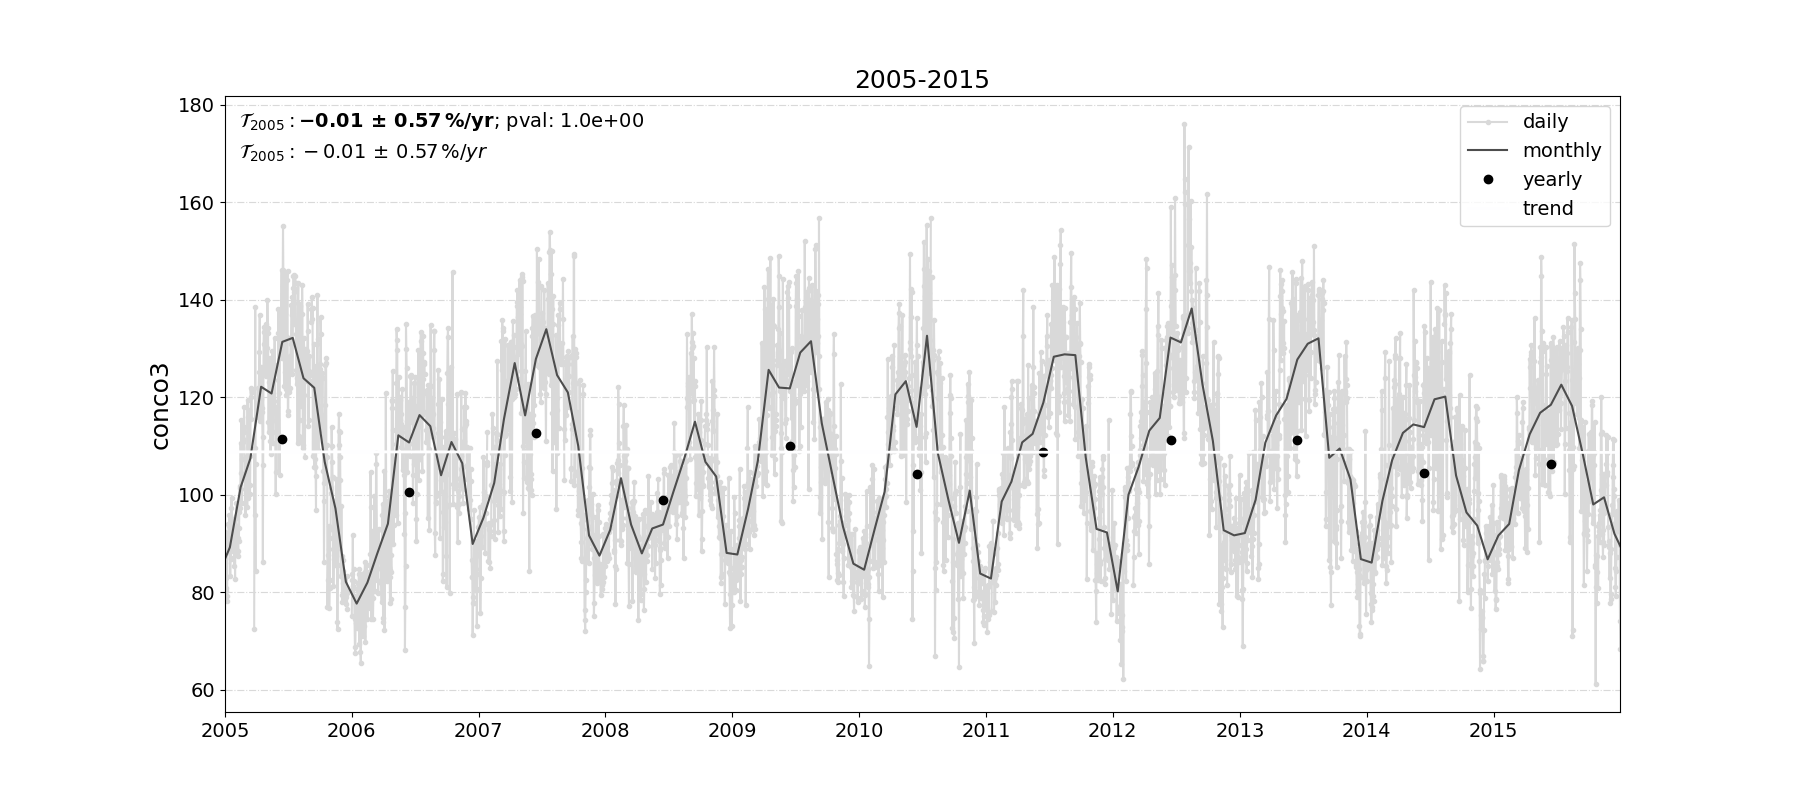 2005-2015
𝒯2005 : −0.01 ± 0.57 %/yr; pval: 1.0e+00
𝒯2005 : − 0.01 ± 0.57 %/yr
daily
monthly
yearly
trend
conco3
180
160
140
120
100
80
60
2005 2006 2007 2008 2009 2010 2011 2012 2013 2014 2015